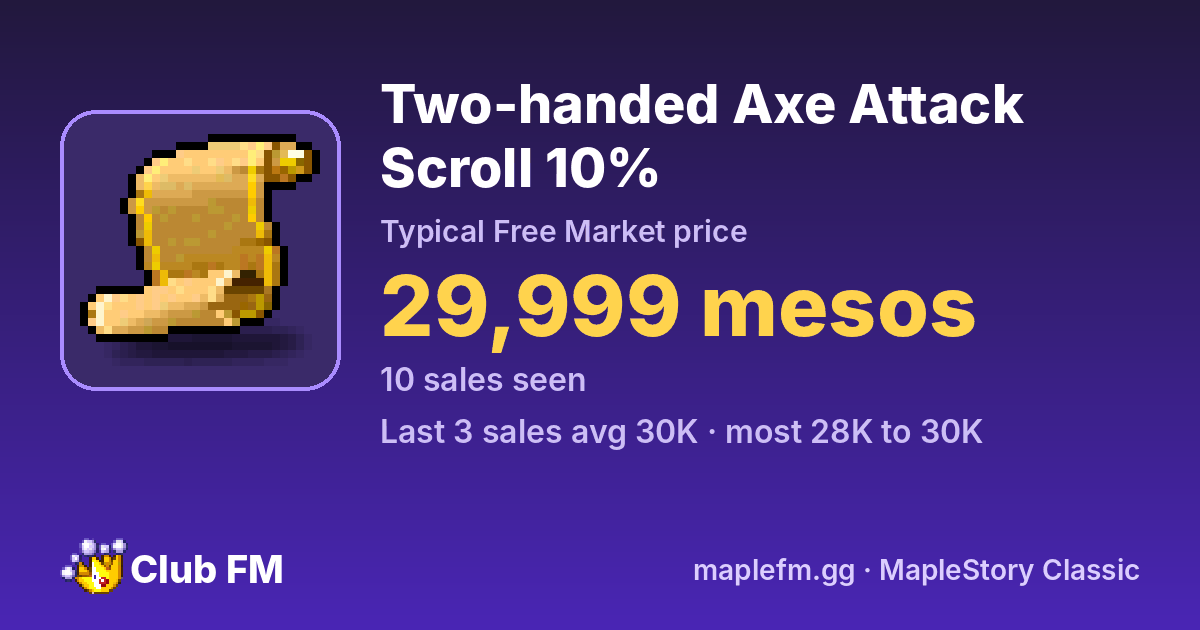 Two-handed Axe Attack
Scroll 10%
Typical Free Market price
29,999 mesos
10 sales seen
Last 3 sales avg 30K · most 28K to 30K
Club FM
maplefm.gg · MapleStory Classic